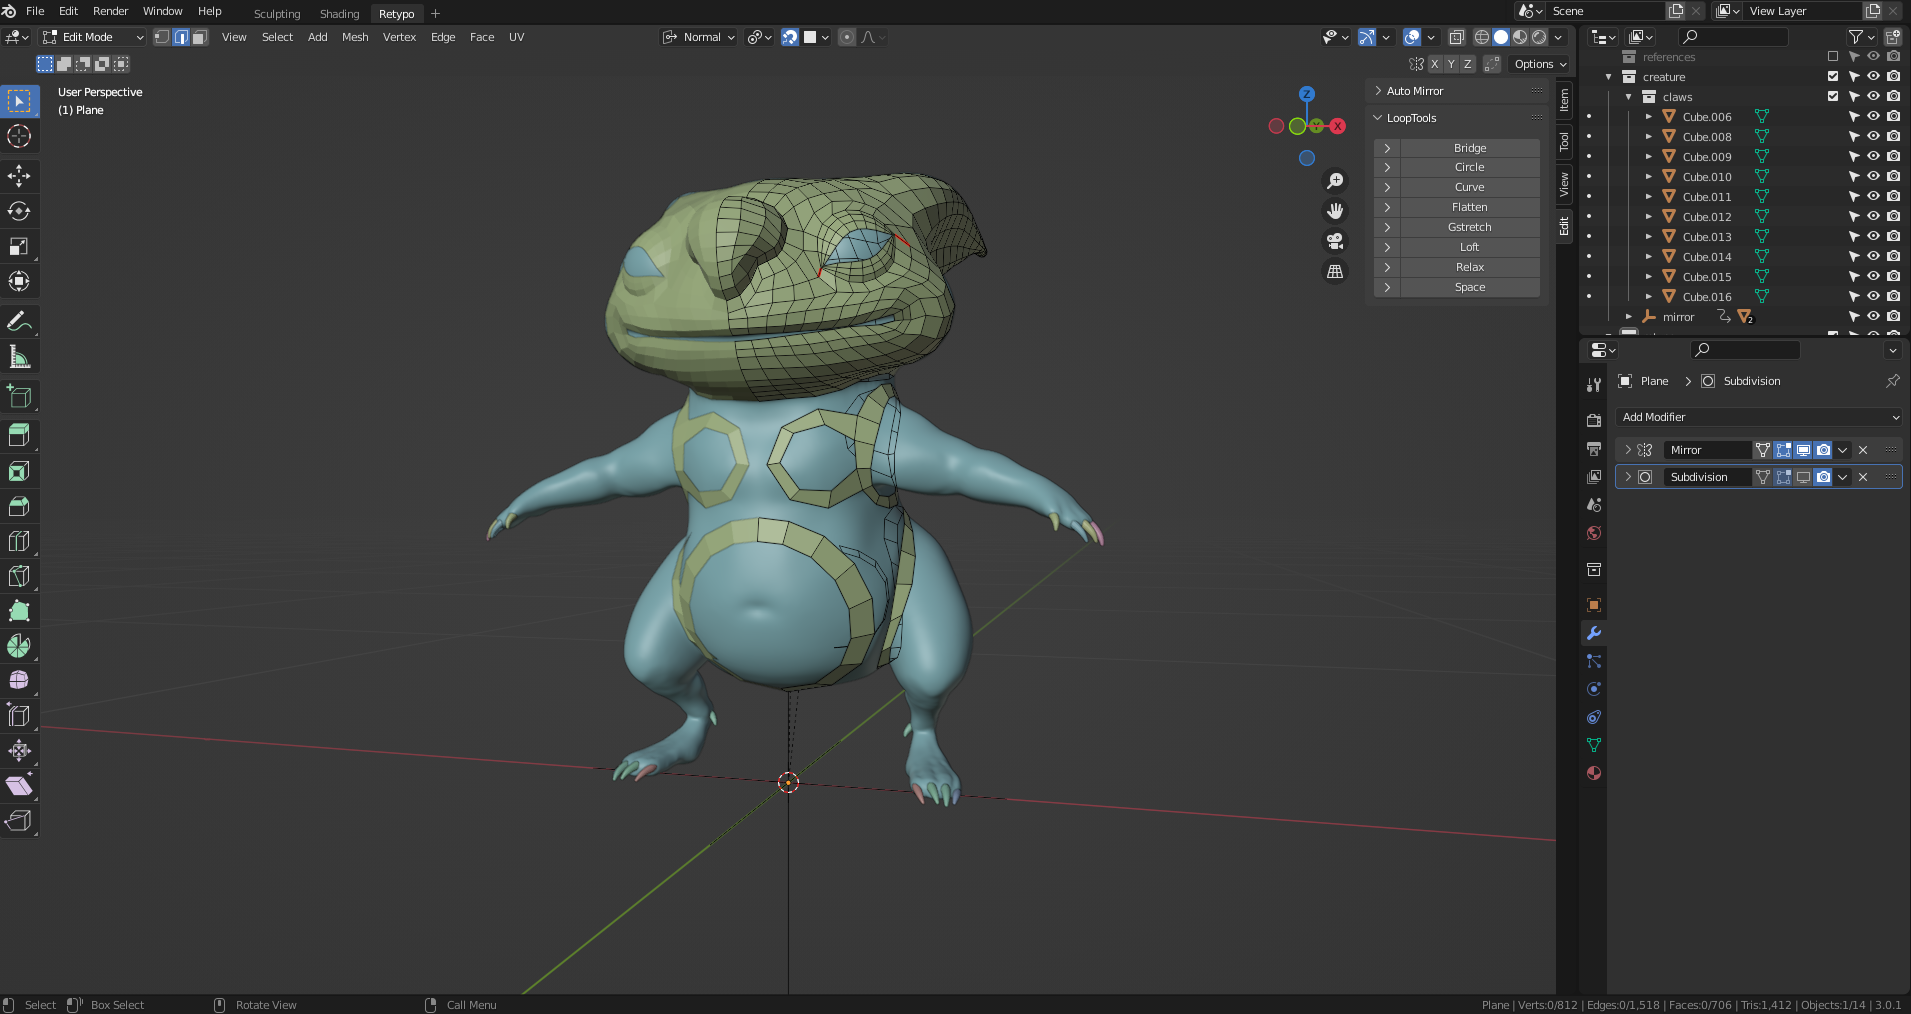 File Edit Render Window Help Sculpting Shading Retypo + Scene View Layer
Edit Mode View Select Add Mesh Vertex Edge Face UV Normal
X Y Z Options
User Perspective
(1) Plane
Z
Y
X
Auto Mirror
LoopTools
Bridge
Circle
Curve
Flatten
Gstretch
Loft
Relax
Space
Item
Tool
View
Edit
references
creature
claws
Cube.006
Cube.008
Cube.009
Cube.010
Cube.011
Cube.012
Cube.013
Cube.014
Cube.015
Cube.016
mirror 2
Plane > Subdivision
Add Modifier
Mirror
Subdivision
Select Box Select Rotate View Call Menu
Plane | Verts:0/812 | Edges:0/1,518 | Faces:0/706 | Tris:1,412 | Objects:1/14 | 3.0.1